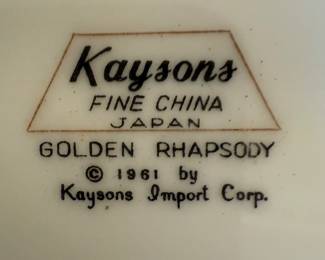 Kaysons
FINE CHINA
JAPAN
GOLDEN RHAPSODY
© 1961 by
Kaysons Import Corp.